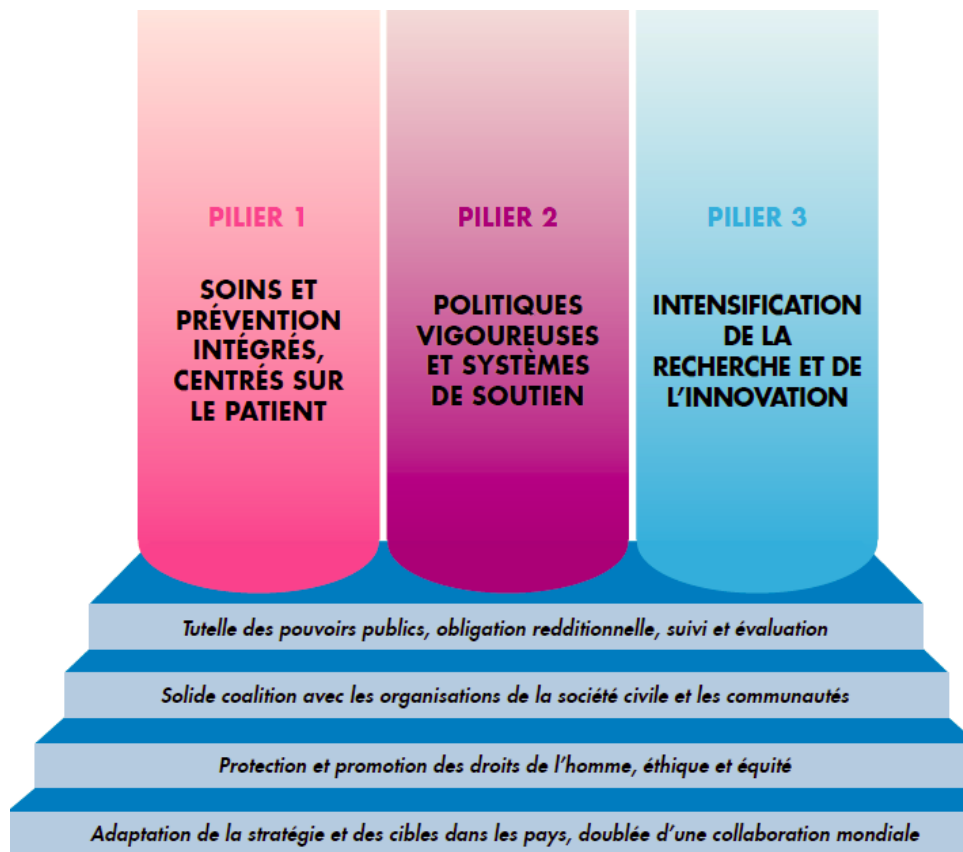 PILIER 1
SOINS ET
PRÉVENTION
INTÉGRÉS,
CENTRÉS SUR
LE PATIENT
PILIER 2
POLITIQUES
VIGOUREUSES
ET SYSTÈMES
DE SOUTIEN
PILIER 3
INTENSIFICATION
DE LA
RECHERCHE ET DE
L’INNOVATION
Tutelle des pouvoirs publics, obligation redditionnelle, suivi et évaluation
Solide coalition avec les organisations de la société civile et les communautés
Protection et promotion des droits de l’homme, éthique et équité
Adaptation de la stratégie et des cibles dans les pays, doublée d’une collaboration mondiale